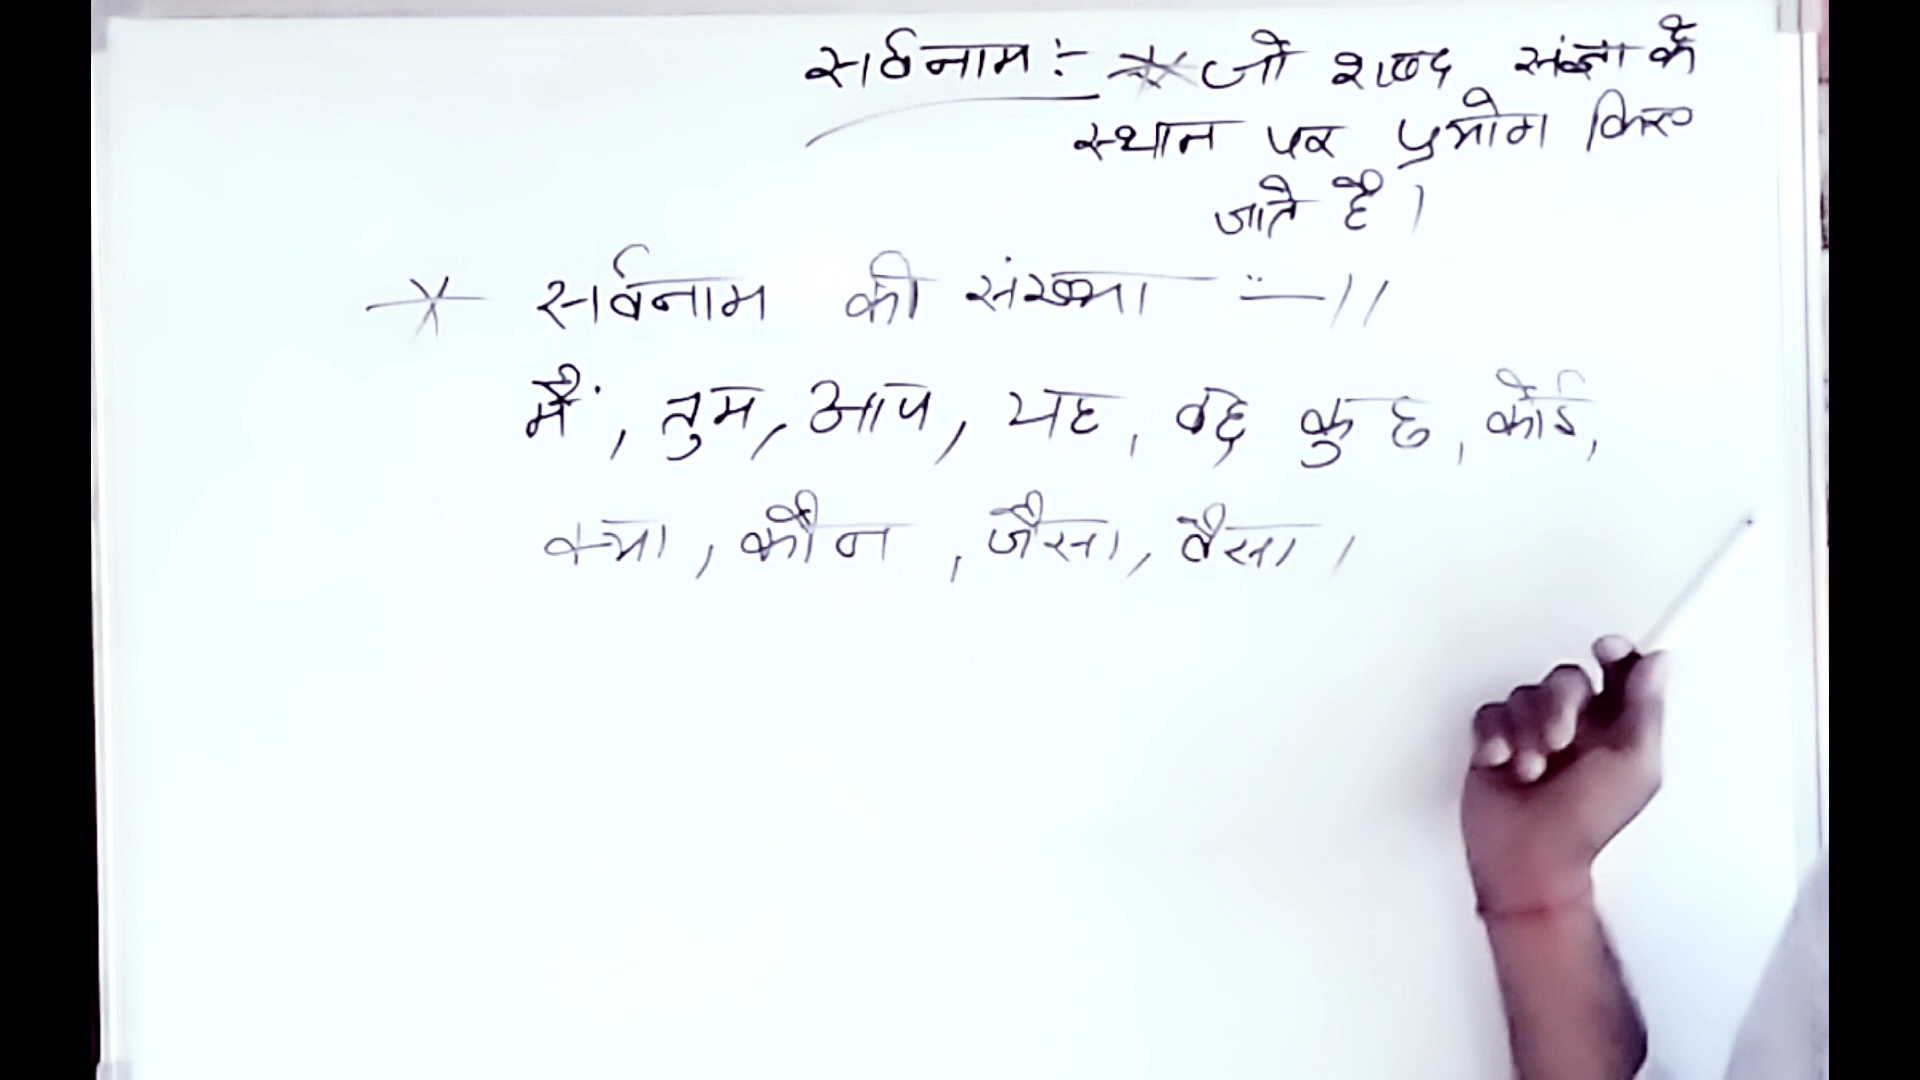 सर्वनाम :- * जो शब्द संज्ञा के
स्थान पर प्रयोग किए
जाते है।
* सर्वनाम की संख्या :- 11
मैं, तुम, आप, यह, वह कुछ, कोई,
क्या, कौन, जैसा, वैसा।